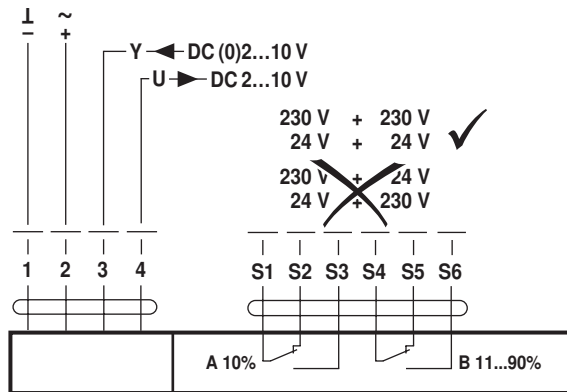 ⊥ ~
– +
Y DC (0)2...10 V
U DC 2...10 V
230 V + 230 V
24 V + 24 V
230 V + 24 V
24 V + 230 V
1 2 3 4 S1 S2 S3 S4 S5 S6
A 10% B 11...90%